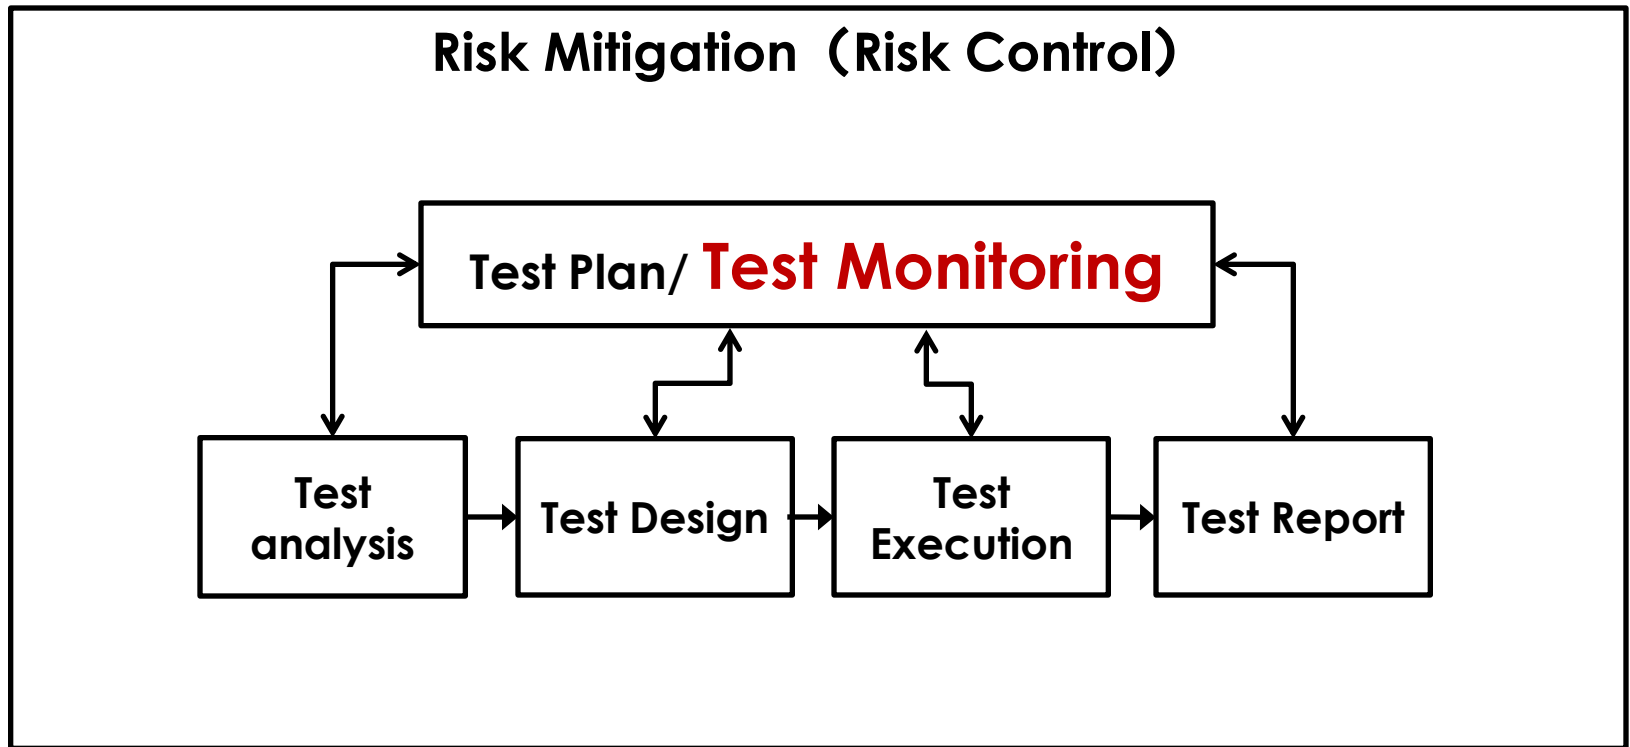 Risk Mitigation（Risk Control）
Test Plan/ Test Monitoring
Test
analysis
Test Design
Test
Execution
Test Report